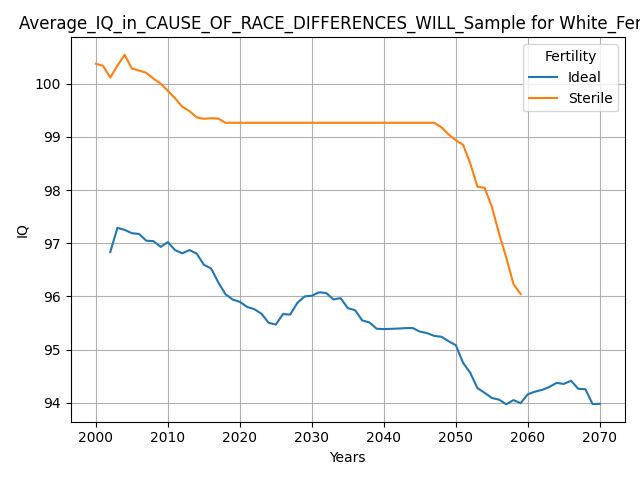 Average_IQ_in_CAUSE_OF_RACE_DIFFERENCES_WILL_Sample for White_Fer
Fertility
Ideal
Sterile
100
99
98
97
96
95
94
IQ
2000 2010 2020 2030 2040 2050 2060 2070
Years